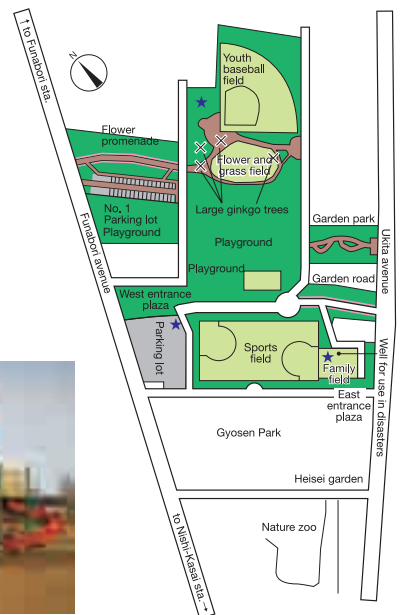 ↑ to Funabori sta.
N
Youth
baseball
field
Flower
promenade
Flower and
grass field
Large ginkgo trees
No. 1
Parking lot
Playground
Funabori avenue
Playground
Garden park
Ukita avenue
Playground
Garden road
West entrance
plaza
Parking lot
Sports
field
Family
field
Well for use in disasters
East
entrance
plaza
Gyosen Park
Heisei garden
Nature zoo
to Nishi-Kasai sta. →